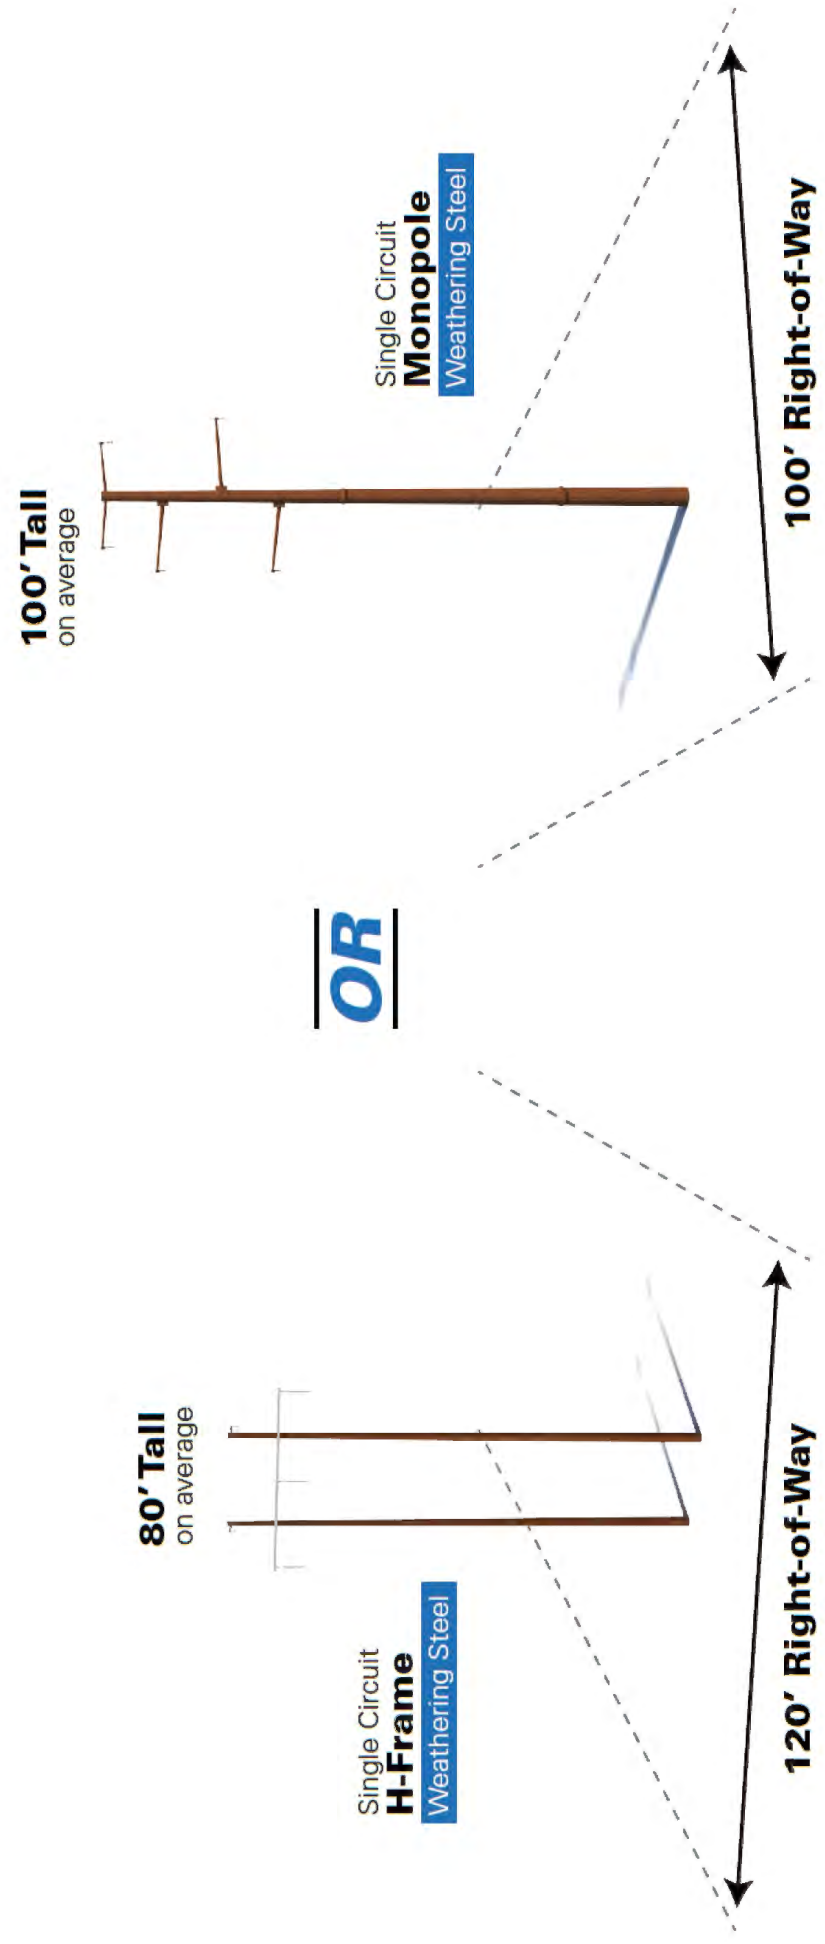 80’ Tall
on average
Single Circuit
H-Frame
Weathering Steel
120’ Right-of-Way
OR
100’ Tall
on average
Single Circuit
Monopole
Weathering Steel
100’ Right-of-Way